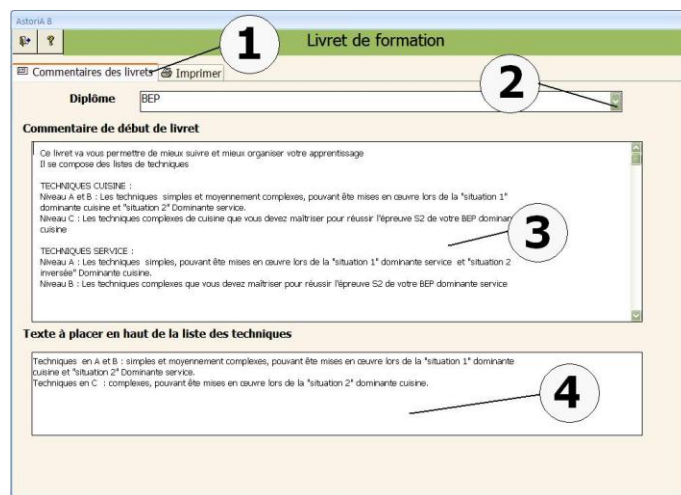 AstoriA 8
?
Livret de formation
1
Commentaires des livrets
Imprimer
2
Diplôme
BEP
Commentaire de début de livret
Ce livret va vous permettre de mieux suivre et mieux organiser votre apprentissage
Il se compose des listes de techniques
TECHNIQUES CUISINE :
Niveau A et B : Les techniques simples et moyennement complexes, pouvant ête mises en œuvre lors de la "situation 1"
dominante cuisine et "situation 2" Dominante service.
Niveau C : Les techniques complexes de cuisine que vous devez maîtriser pour réussir l'épreuve S2 de votre BEP dominan
cuisine
3
TECHNIQUES SERVICE :
Niveau A : Les techniques simples, pouvant ête mises en œuvre lors de la "situation 1" dominante service et "situation 2
inversée" Dominante cuisine.
Niveau B : Les techniques complexes que vous devez maîtriser pour réussir l'épreuve S2 de votre BEP dominante service
Texte à placer en haut de la liste des techniques
Techniques en A et B : simples et moyennement complexes, pouvant ête mises en œuvre lors de la "situation 1" dominante
cuisine et "situation 2" Dominante service.
Techniques en C : complexes, pouvant ête mises en œuvre lors de la "situation 2" dominante cuisine.
4